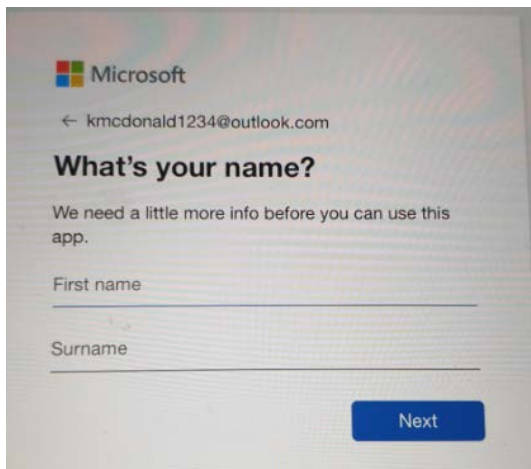 Microsoft
← kmcdonald1234@outlook.com
What's your name?
We need a little more info before you can use this
app.
First name
Surname
Next